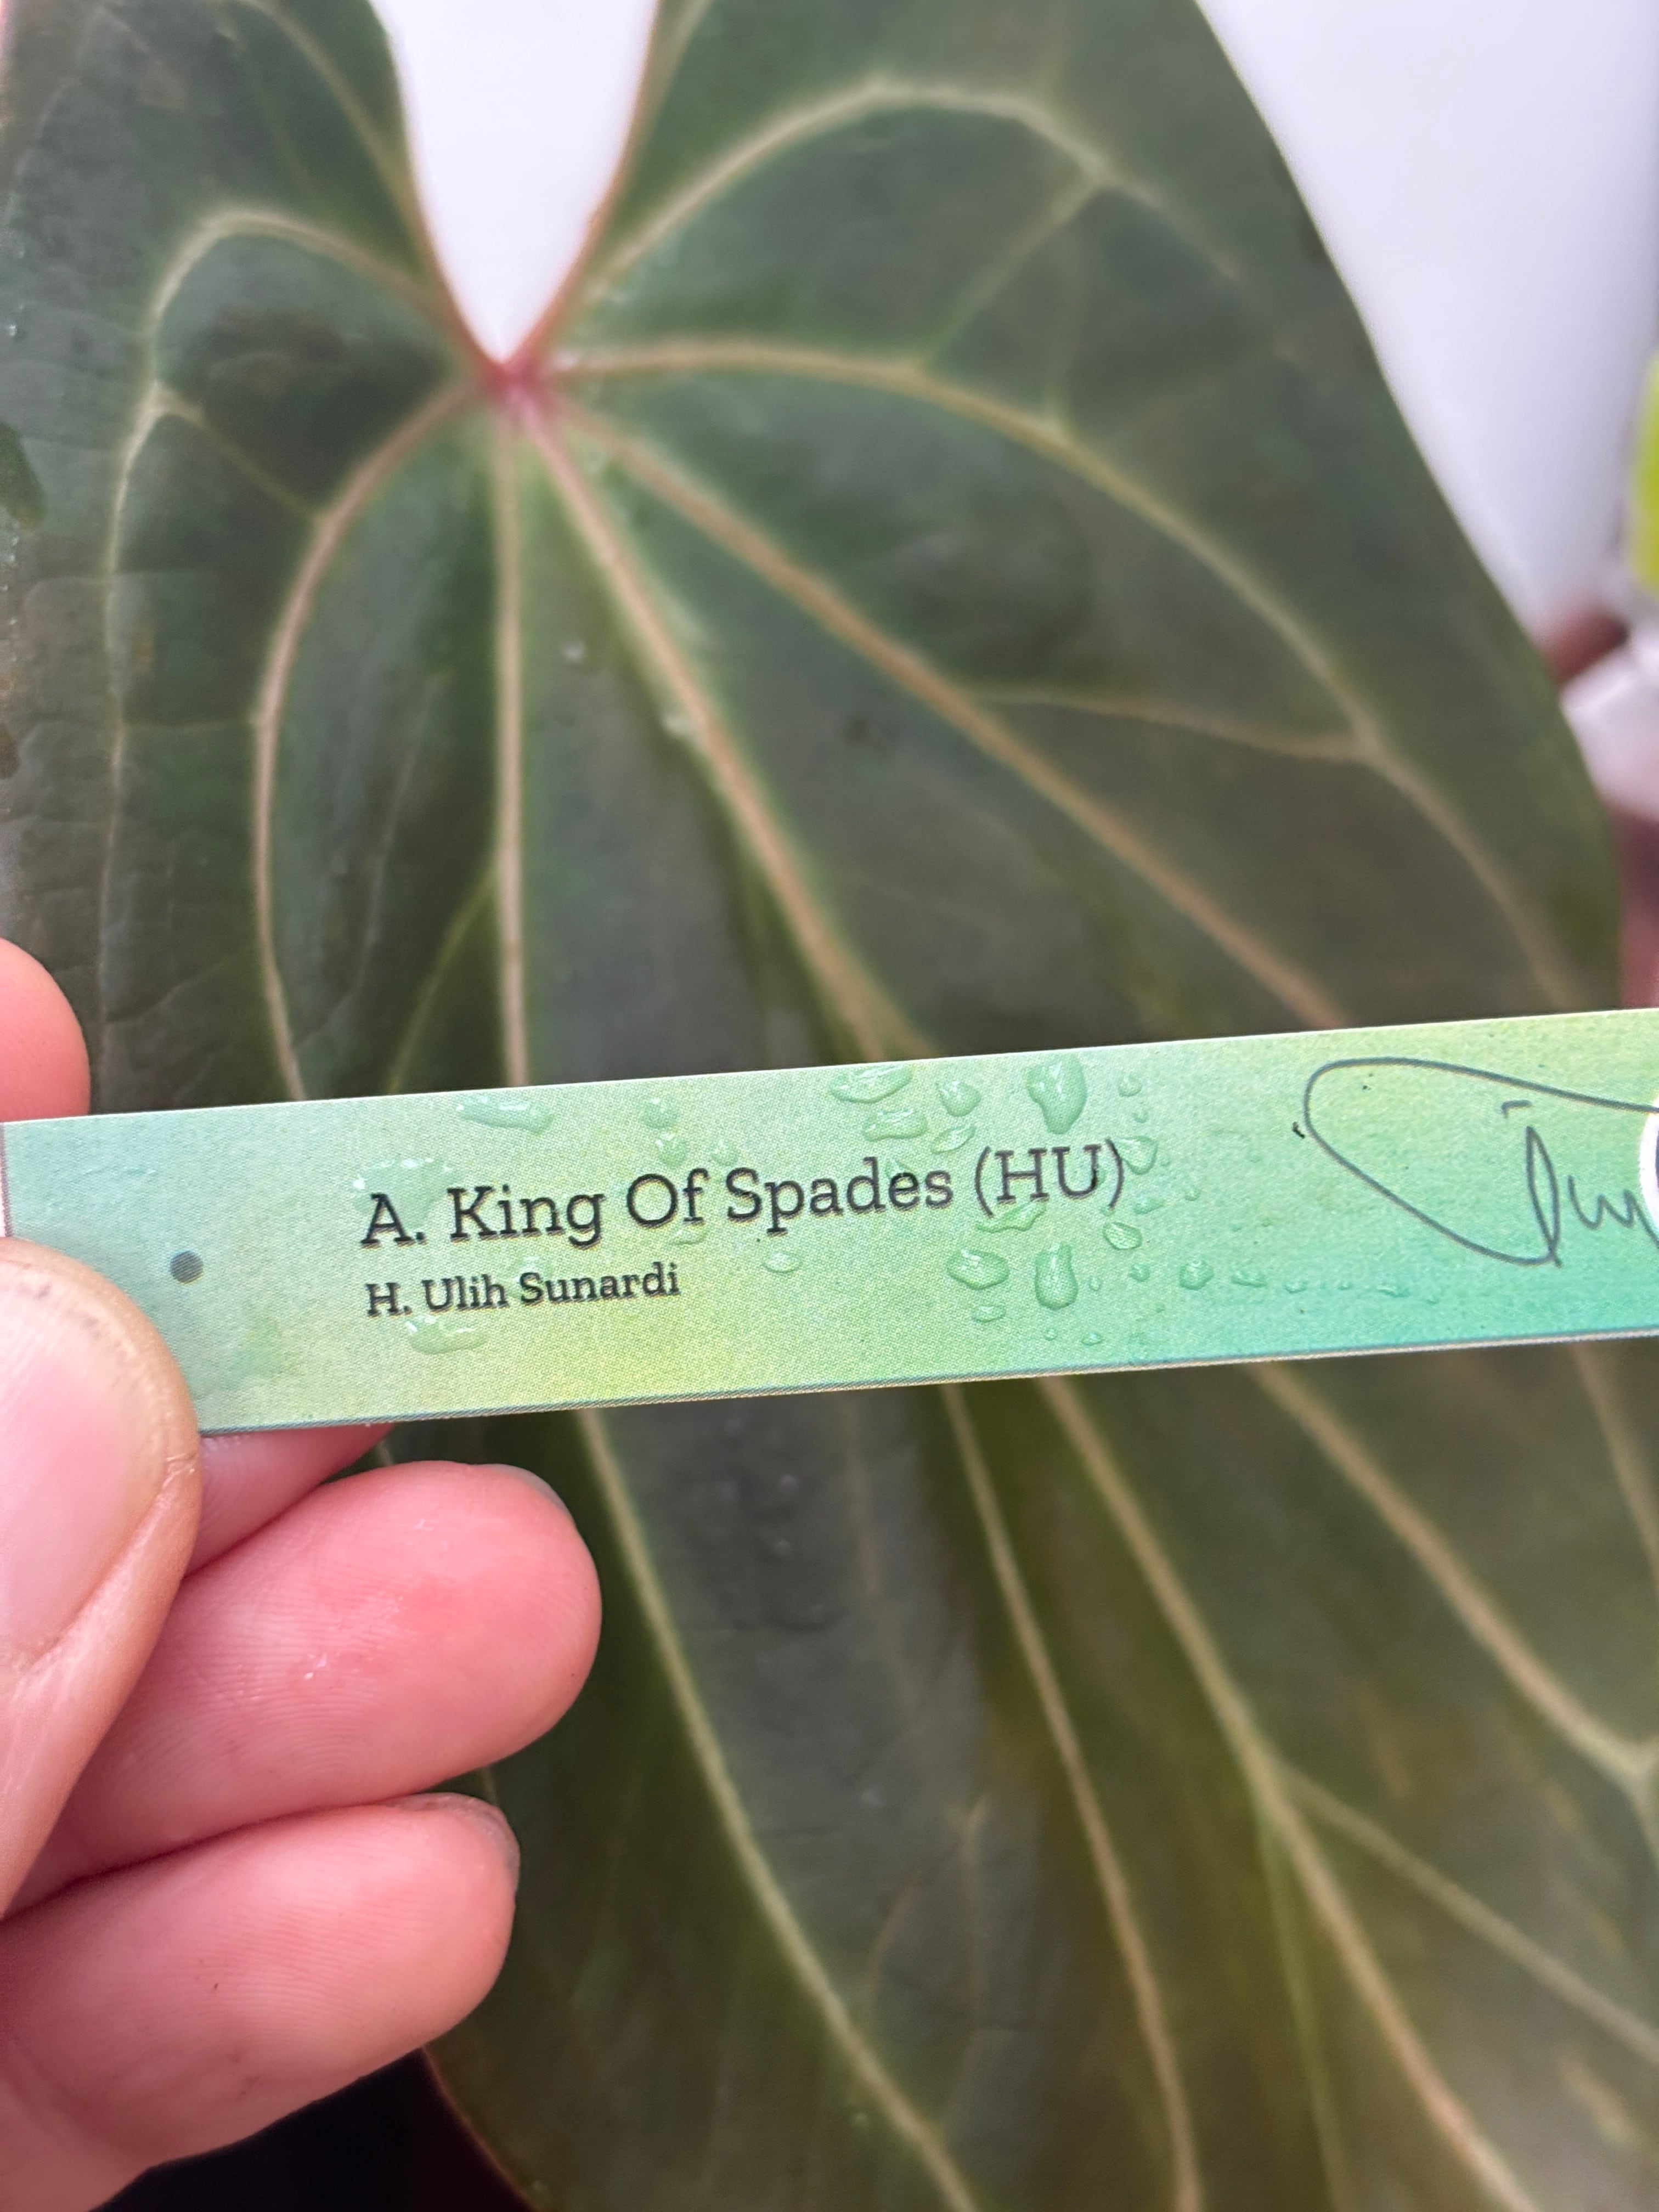 A. King Of Spades (HU)
H. Ulih Sunardi